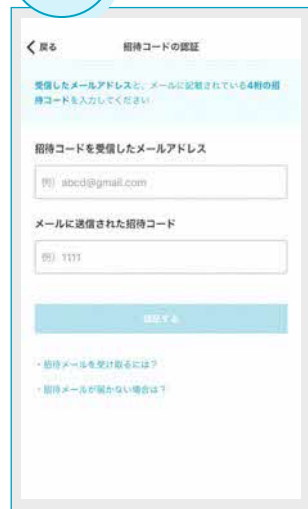 戻る 招待コードの認証
受信したメールアドレスと、メールに記載されている4桁の招
待コードを入力してください
招待コードを受信したメールアドレス
例）abcd@gmail.com
メールに送信された招待コード
例）1111
認証する
・招待メールを受け取るには？
・招待メールが届かない場合は？